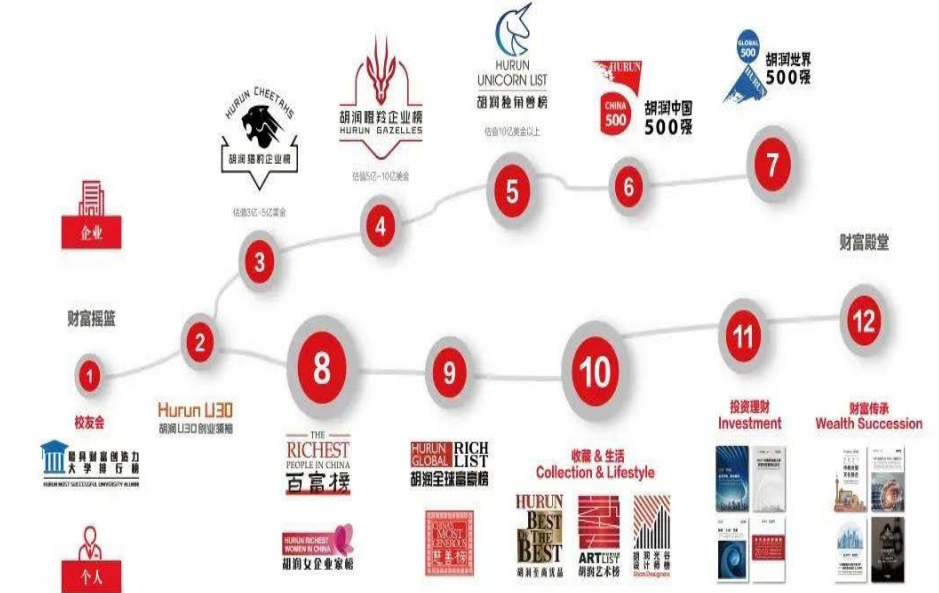 HURUN CHEETAHS
胡润猎豹企业榜
估值3亿-5亿美金
胡润瞪羚企业榜
HURUN GAZELLES
估值5亿-10亿美金
HURUN
UNICORN LIST
胡润独角兽榜
估值10亿美金以上
HURUN
CHINA
500
胡润中国
500强
GLOBAL
500
HURUN
胡润世界
500强
企业
财富摇篮
财富殿堂
1
2
3
4
5
6
7
8
9
10
11
12
校友会
最具财富创造力
大学排行榜
HURUN MOST SUCCESSFUL UNIVERSITY ALUMNI
Hurun U30
胡润U30创业领袖
THE
RICHEST
PEOPLE IN CHINA
百富榜
HURUN RICHEST
WOMEN IN CHINA
胡润女企业家榜
HURUN
GLOBAL
RICH
LIST
胡润全球富豪榜
CHINA'S
MOST
GENEROUS
慈善榜
收藏 & 生活
Collection & Lifestyle
HURUN
BEST
OF THE
BEST
胡润至尚优品
ART
胡润艺术榜
胡润光谷
设计师榜
投资理财
Investment
财富传承
Wealth Succession
个人